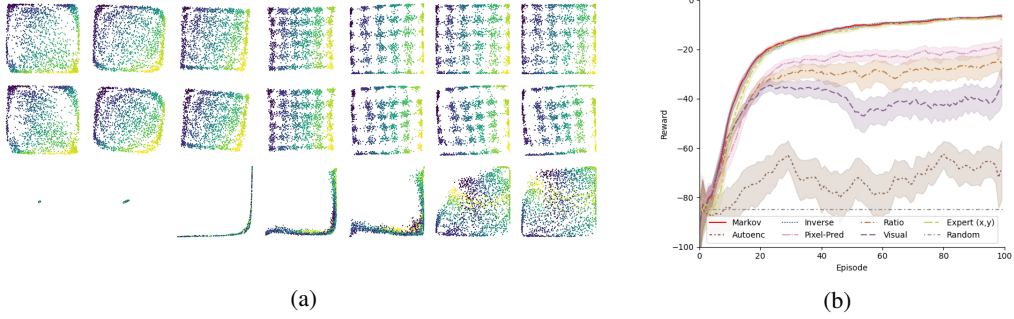 0
−20
−40
−60
−80
−100
Reward
0 20 40 60 80 100
Episode
Markov Inverse Ratio Expert (x,y)
Autoenc Pixel-Pred Visual Random
(a) (b)